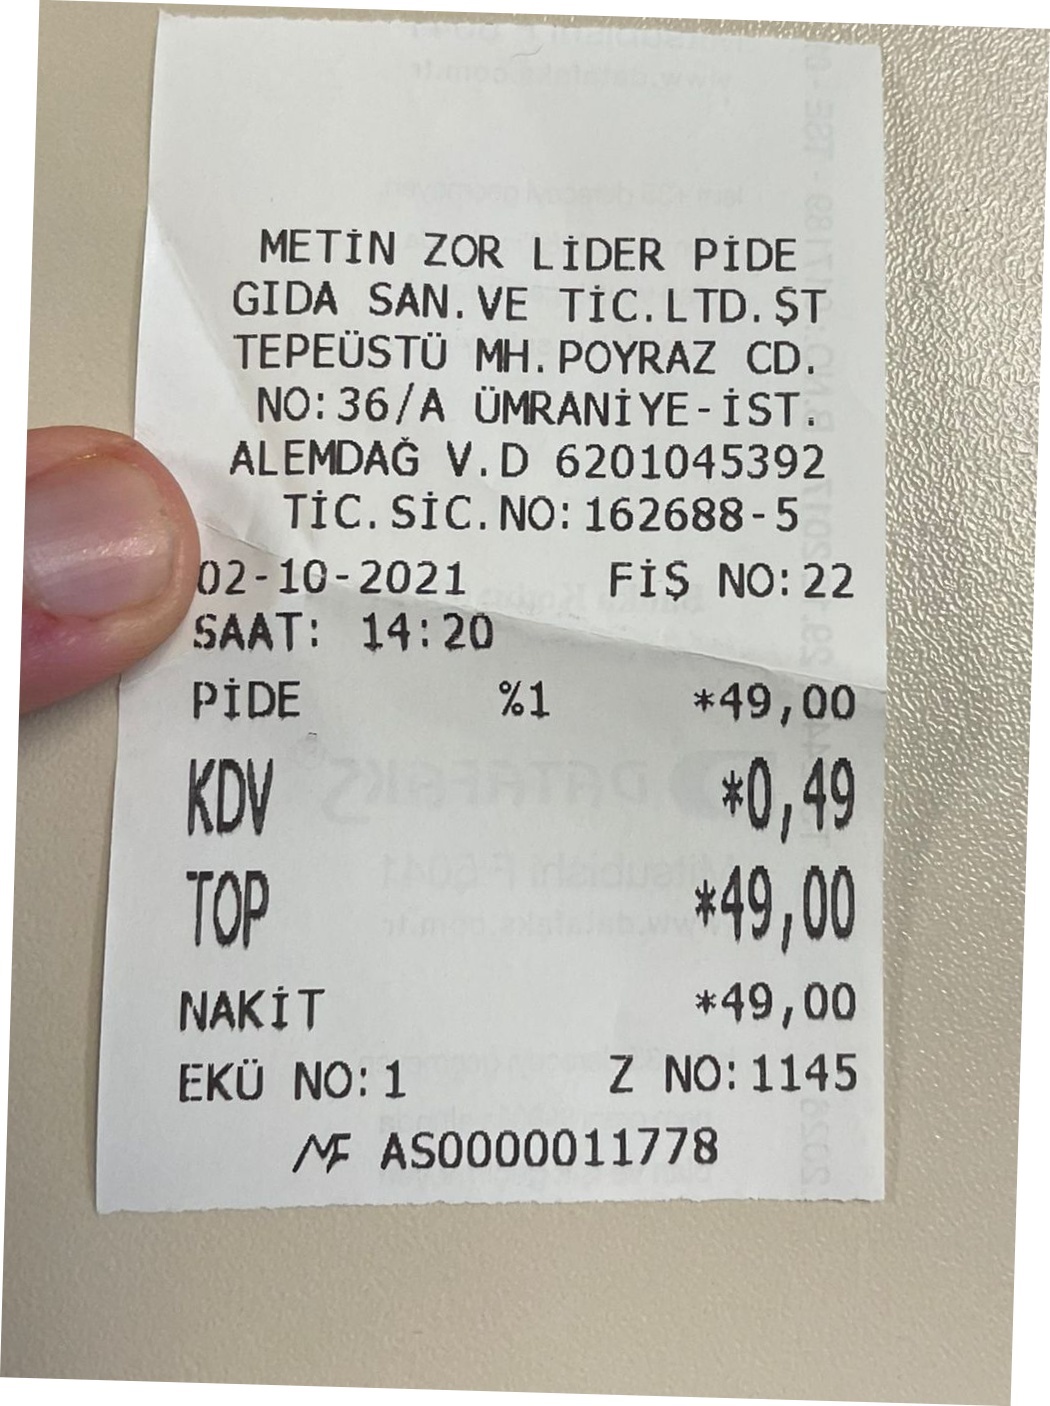 METİN ZOR LİDER PİDE
GIDA SAN.VE TİC.LTD.ŞT
TEPEÜSTÜ MH.POYRAZ CD.
NO:36/A ÜMRANİYE-İST.
ALEMDAĞ V.D 6201045392
TİC.SİC.NO:162688-5
02-10-2021 FİŞ NO:22
SAAT: 14:20
PİDE %1 *49,00
KDV *0,49
TOP *49,00
NAKİT *49,00
EKÜ NO:1 Z NO:1145
MF AS0000011778